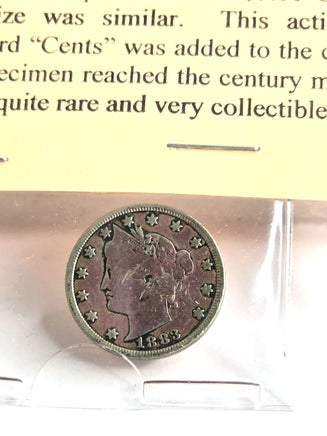 size was similar. This acti
rd “Cents” was added to the c
ecimen reached the century m
quite rare and very collectible
1883